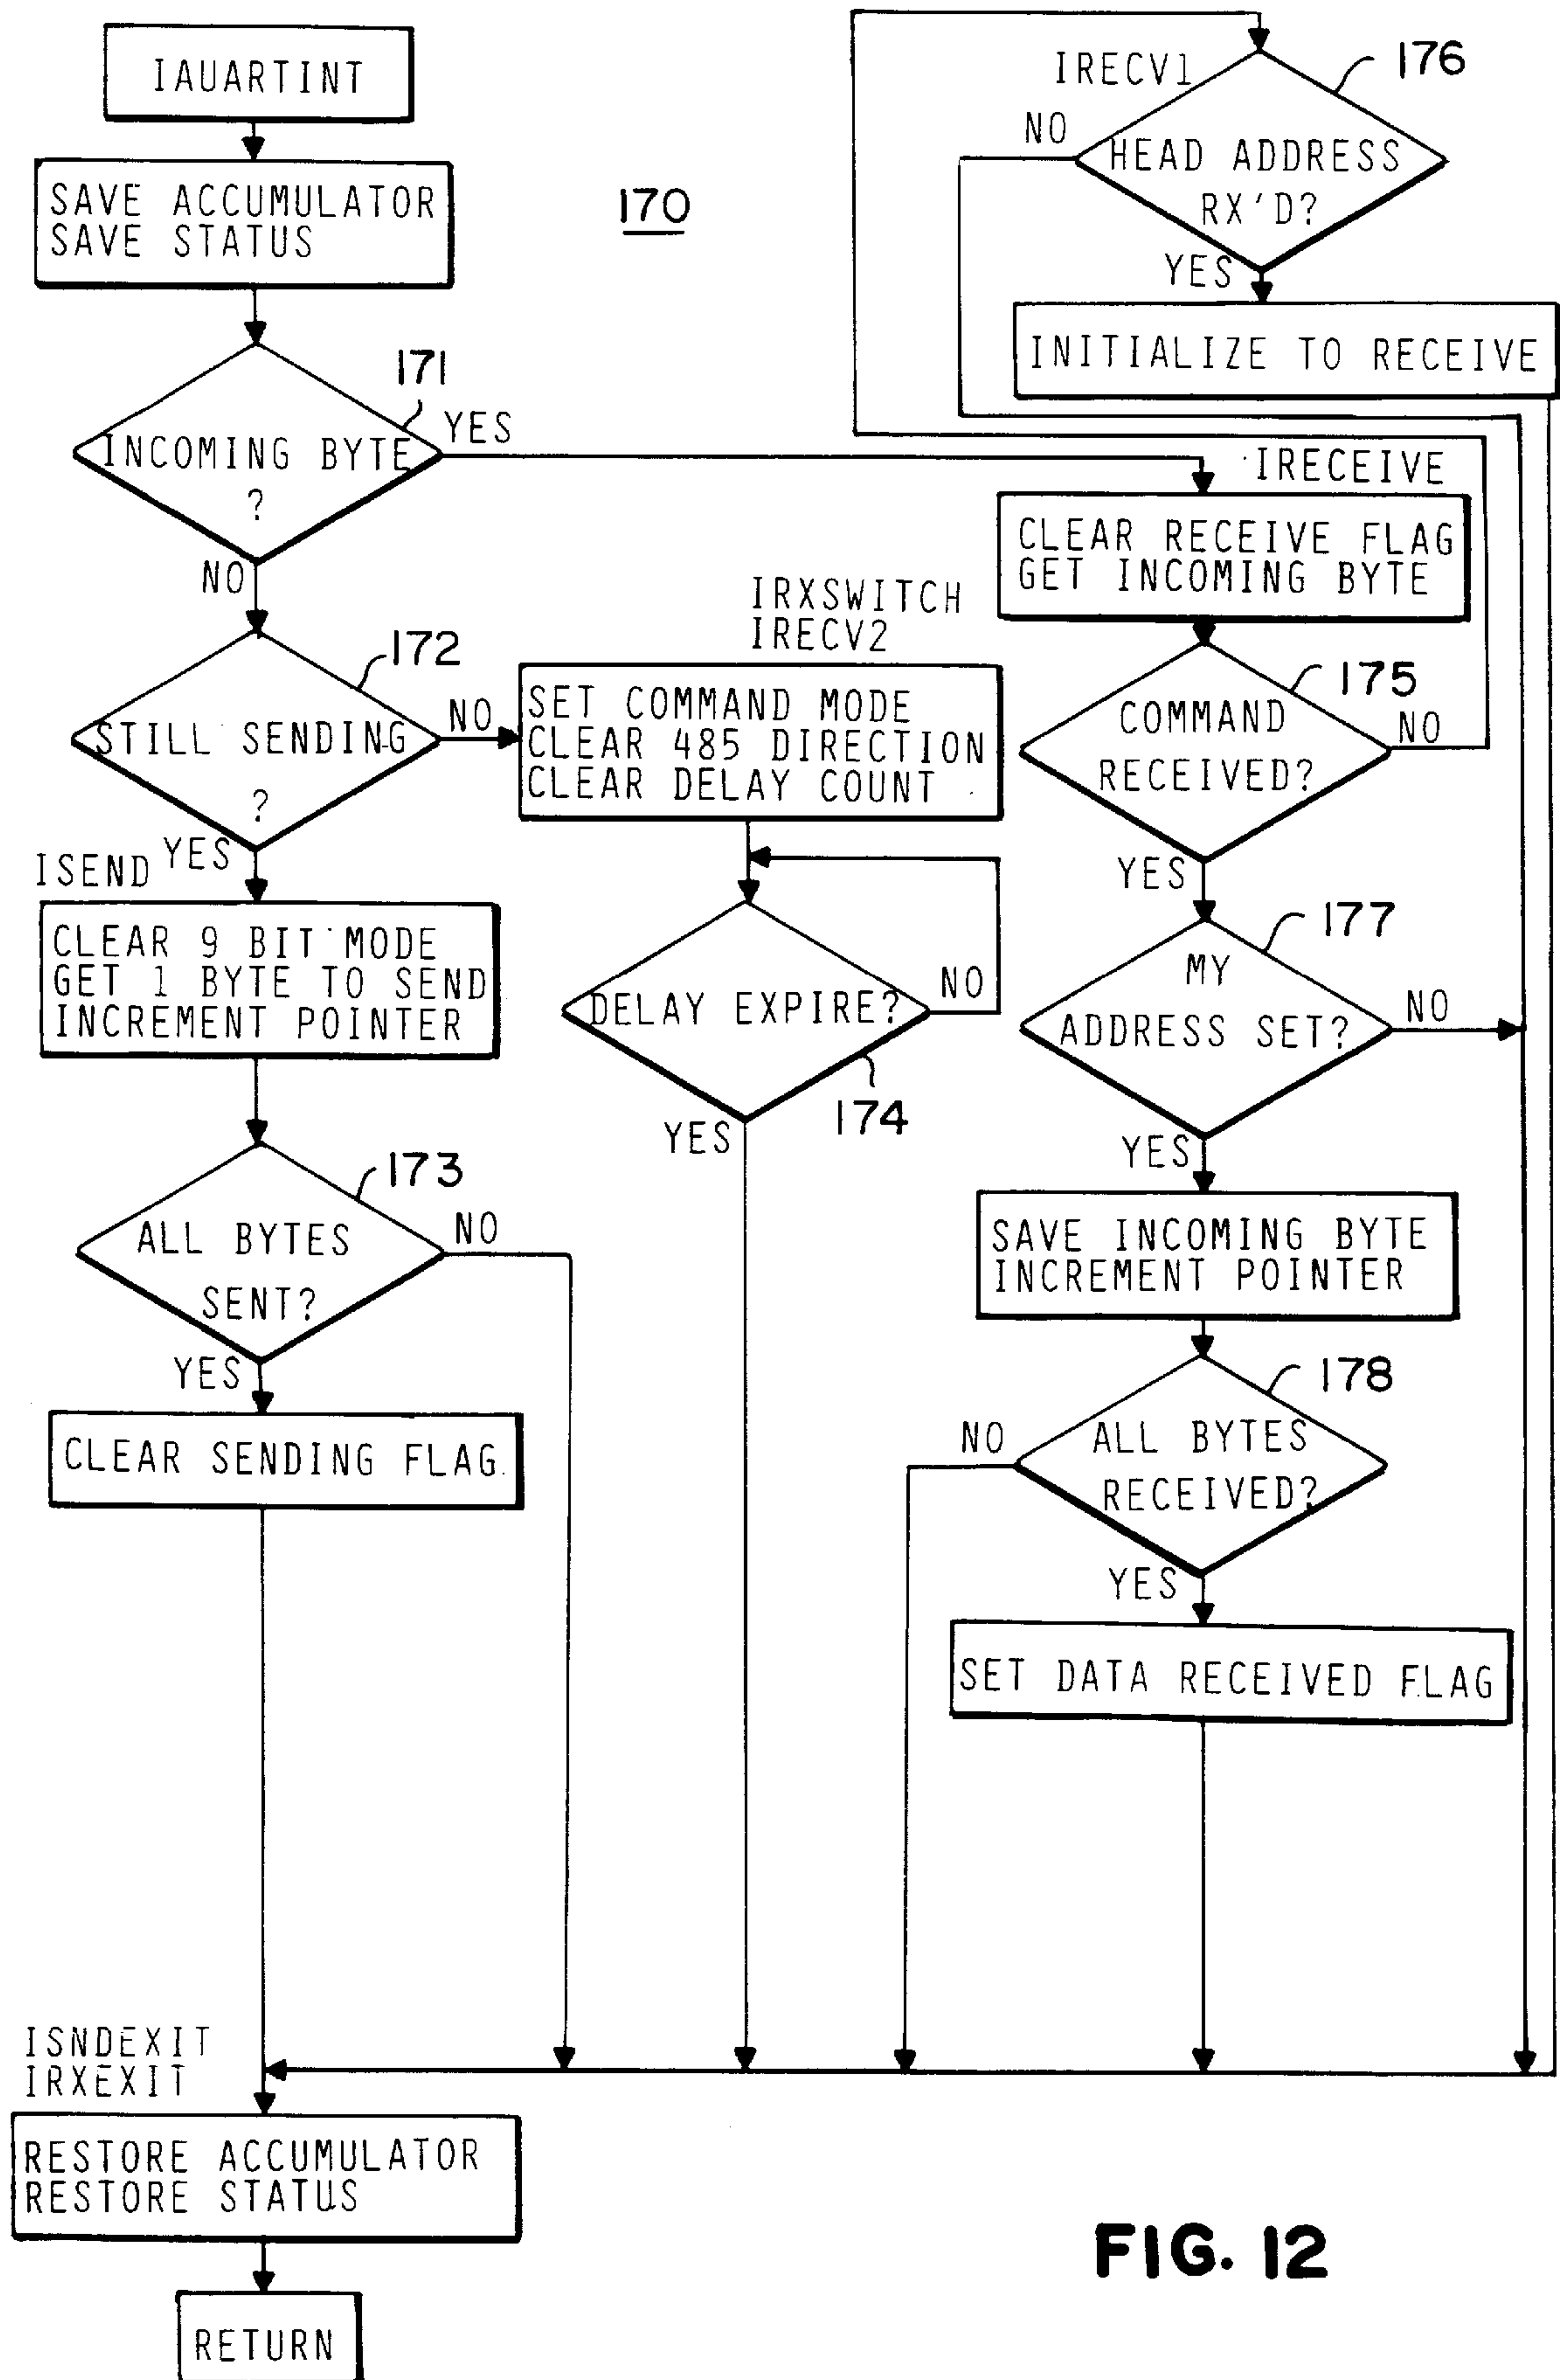 IAUARTINT
SAVE ACCUMULATOR
SAVE STATUS
170
171
INCOMING BYTE
?
YES
NO
172
STILL SENDING
?
NO
YES
ISEND
CLEAR 9 BIT MODE
GET 1 BYTE TO SEND
INCREMENT POINTER
173
ALL BYTES
SENT?
NO
YES
CLEAR SENDING FLAG
IRXSWITCH
IRECV2
SET COMMAND MODE
CLEAR 485 DIRECTION
CLEAR DELAY COUNT
DELAY EXPIRE?
NO
174
YES
IRECV1
176
NO
HEAD ADDRESS
RX'D?
YES
INITIALIZE TO RECEIVE
IRECEIVE
CLEAR RECEIVE FLAG
GET INCOMING BYTE
175
COMMAND
RECEIVED?
NO
YES
177
MY
ADDRESS SET?
NO
YES
SAVE INCOMING BYTE
INCREMENT POINTER
178
NO
ALL BYTES
RECEIVED?
YES
SET DATA RECEIVED FLAG
ISNDEXIT
IRXEXIT
RESTORE ACCUMULATOR
RESTORE STATUS
RETURN
FIG. 12